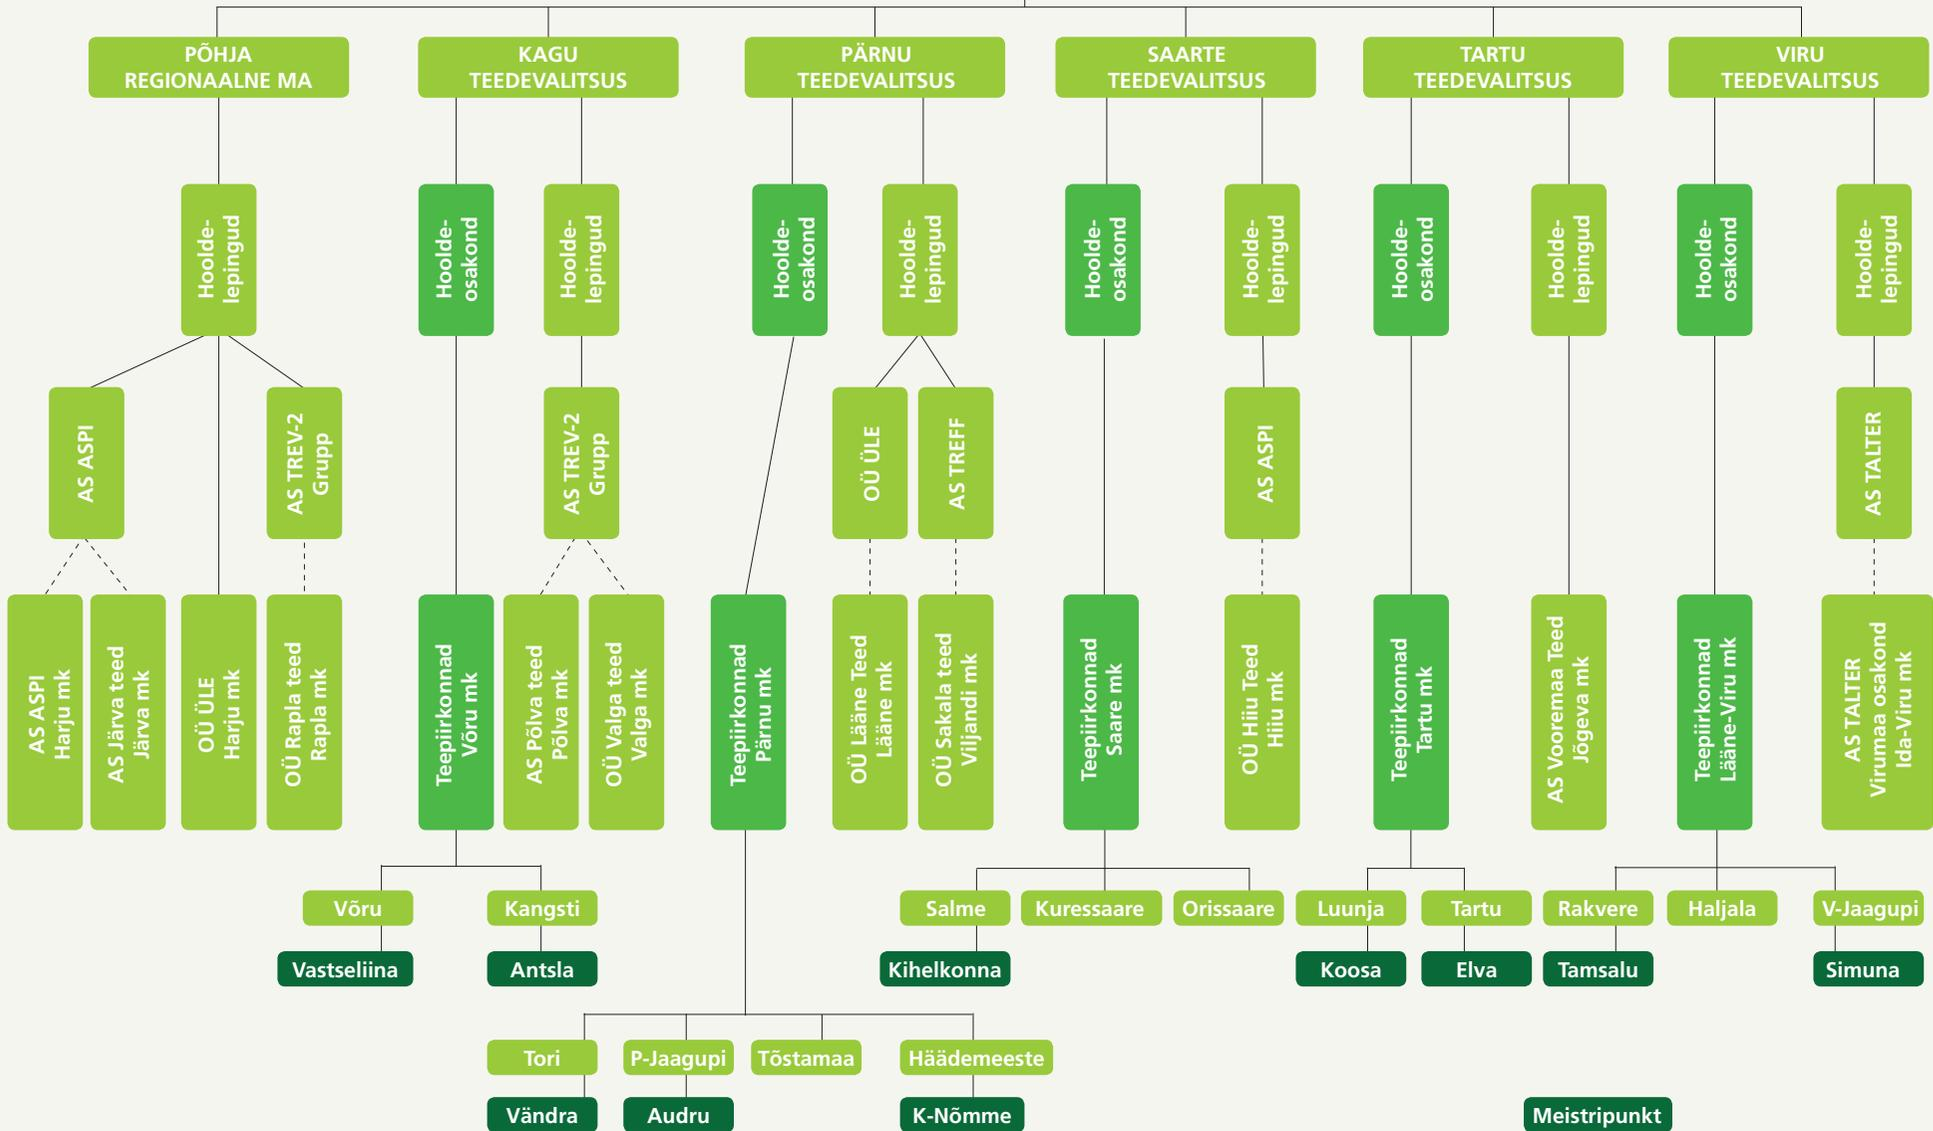 PÕHJA
REGIONAALNE MA
KAGU
TEEDEVALITSUS
PÄRNU
TEEDEVALITSUS
SAARTE
TEEDEVALITSUS
TARTU
TEEDEVALITSUS
VIRU
TEEDEVALITSUS
Hoolde-
lepingud
Hoolde-
osakond
Hoolde-
lepingud
Hoolde-
osakond
Hoolde-
lepingud
Hoolde-
osakond
Hoolde-
lepingud
Hoolde-
osakond
Hoolde-
lepingud
Hoolde-
osakond
Hoolde-
lepingud
AS ASPI
AS TREV-2
Grupp
AS TREV-2
Grupp
OÜ ÜLE
AS TREFF
AS ASPI
AS TALTER
AS ASPI
Harju mk
AS Järva teed
Järva mk
OÜ ÜLE
Harju mk
OÜ Rapla teed
Rapla mk
Teepiirkonnad
Võru mk
AS Põlva teed
Põlva mk
OÜ Valga teed
Valga mk
Teepiirkonnad
Pärnu mk
OÜ Lääne Teed
Lääne mk
OÜ Sakala teed
Viljandi mk
Teepiirkonnad
Saare mk
OÜ Hiiu Teed
Hiiu mk
Teepiirkonnad
Tartu mk
AS Vooremaa Teed
Jõgeva mk
Teepiirkonnad
Lääne-Viru mk
AS TALTER
Virumaa osakond
Ida-Viru mk
Võru
Kangsti
Salme
Kuressaare
Orissaare
Luunja
Tartu
Rakvere
Haljala
V-Jaagupi
Vastseliina
Antsla
Kihelkonna
Koosa
Elva
Tamsalu
Simuna
Tori
P-Jaagupi
Tõstamaa
Häädemeeste
Vändra
Audru
K-Nõmme
Meistripunkt